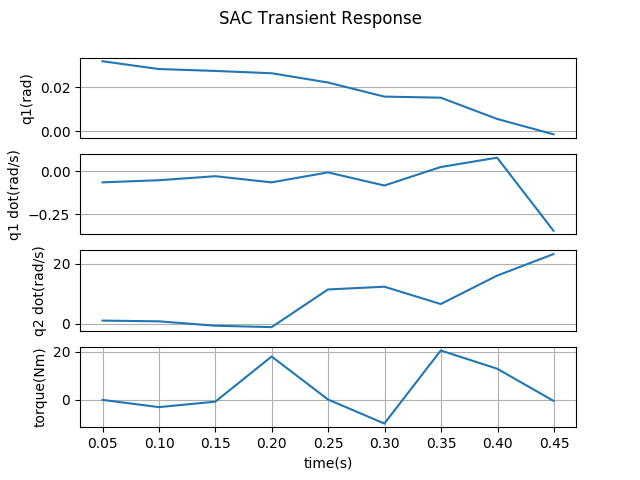 SAC Transient Response
q1(rad)
0.02
0.00
q1 dot(rad/s)
0.00
−0.25
q2 dot(rad/s)
20
0
torque(Nm)
20
0
0.05 0.10 0.15 0.20 0.25 0.30 0.35 0.40 0.45
time(s)